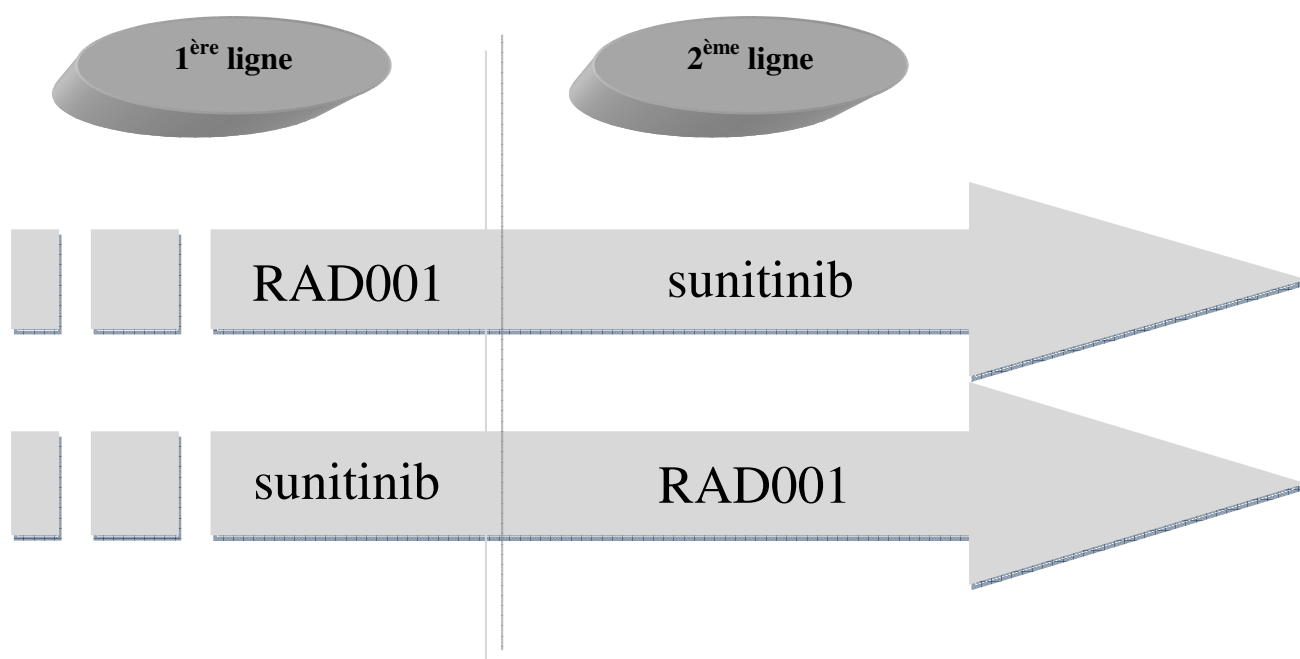 1ère ligne
2ème ligne
RAD001
sunitinib
sunitinib
RAD001